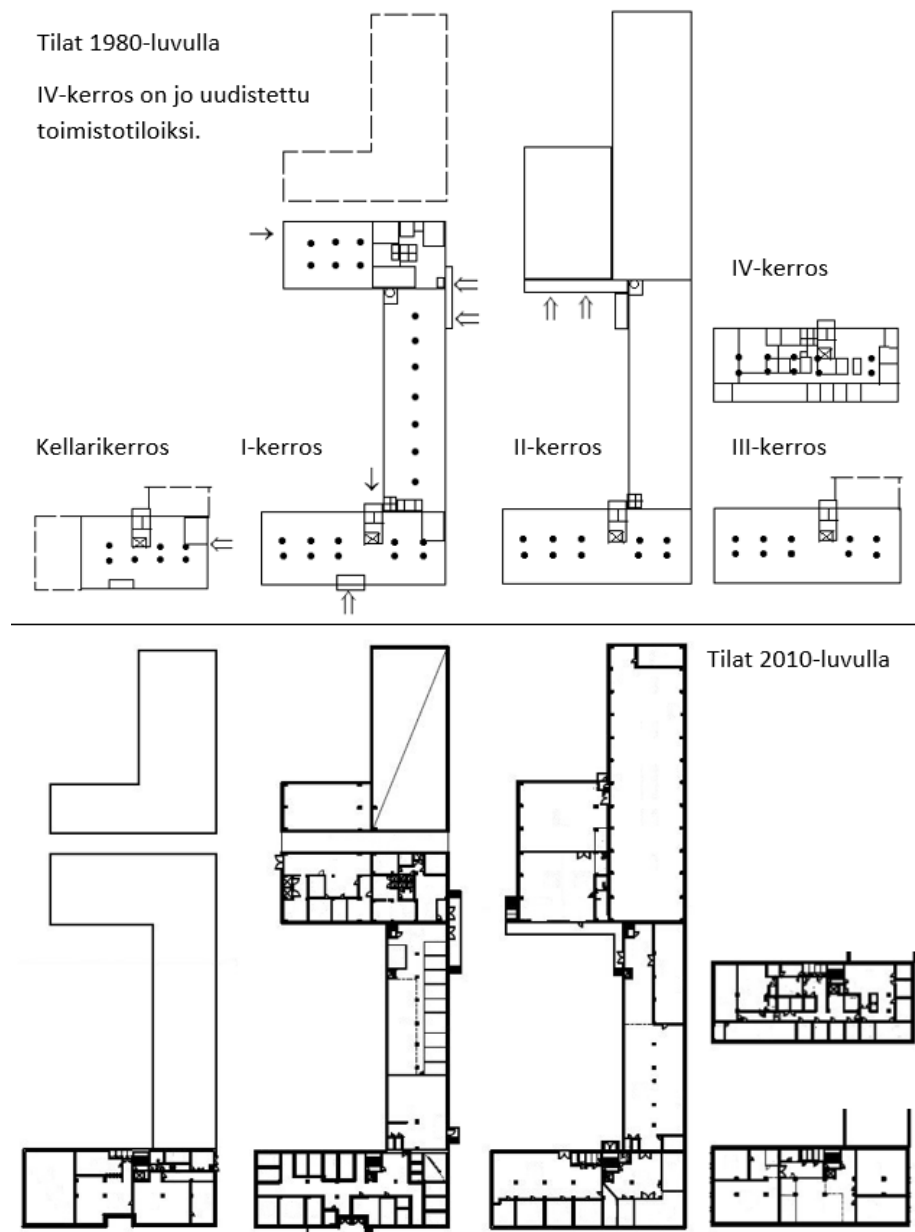 Tilat 1980-luvulla
IV-kerros on jo uudistettu
toimistotiloiksi.
IV-kerros
Kellarikerros
I-kerros
II-kerros
III-kerros
Tilat 2010-luvulla